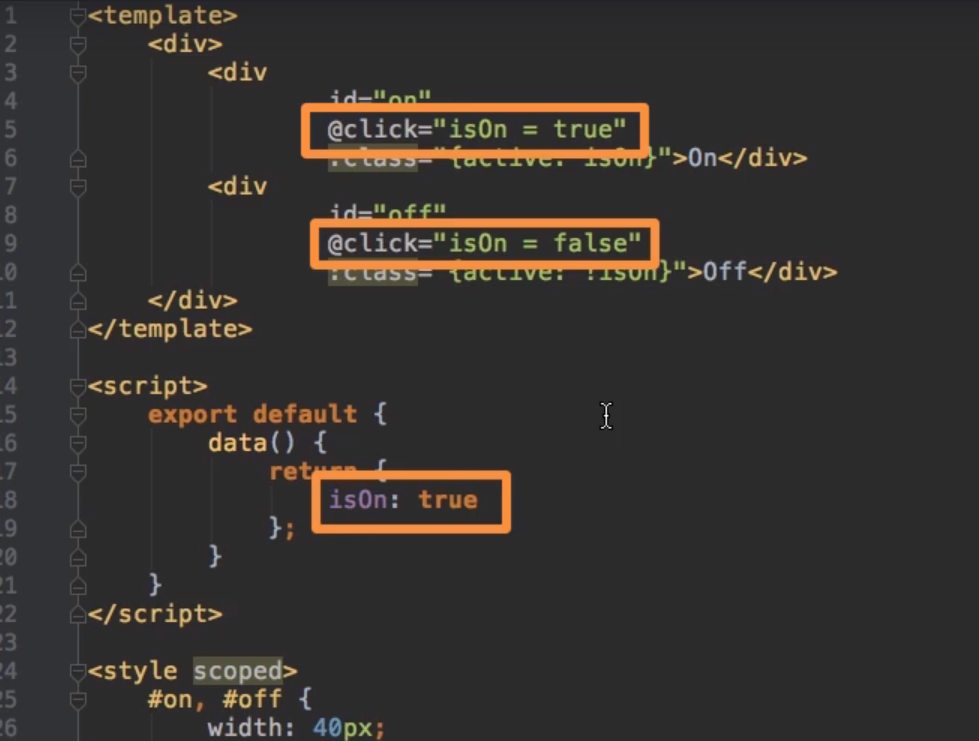 1 <template>
2 <div>
3 <div
4 id="on"
5 @click="isOn = true"
6 :class="{active: isOn}">On</div>
7 <div
8 id="off"
9 @click="isOn = false"
10 :class="{active: !isOn}">Off</div>
11 </div>
12 </template>
13
14 <script>
15 export default {
16 data() {
17 return {
18 isOn: true
19 };
20 }
21 }
22 </script>
23
24 <style scoped>
25 #on, #off {
26 width: 40px;